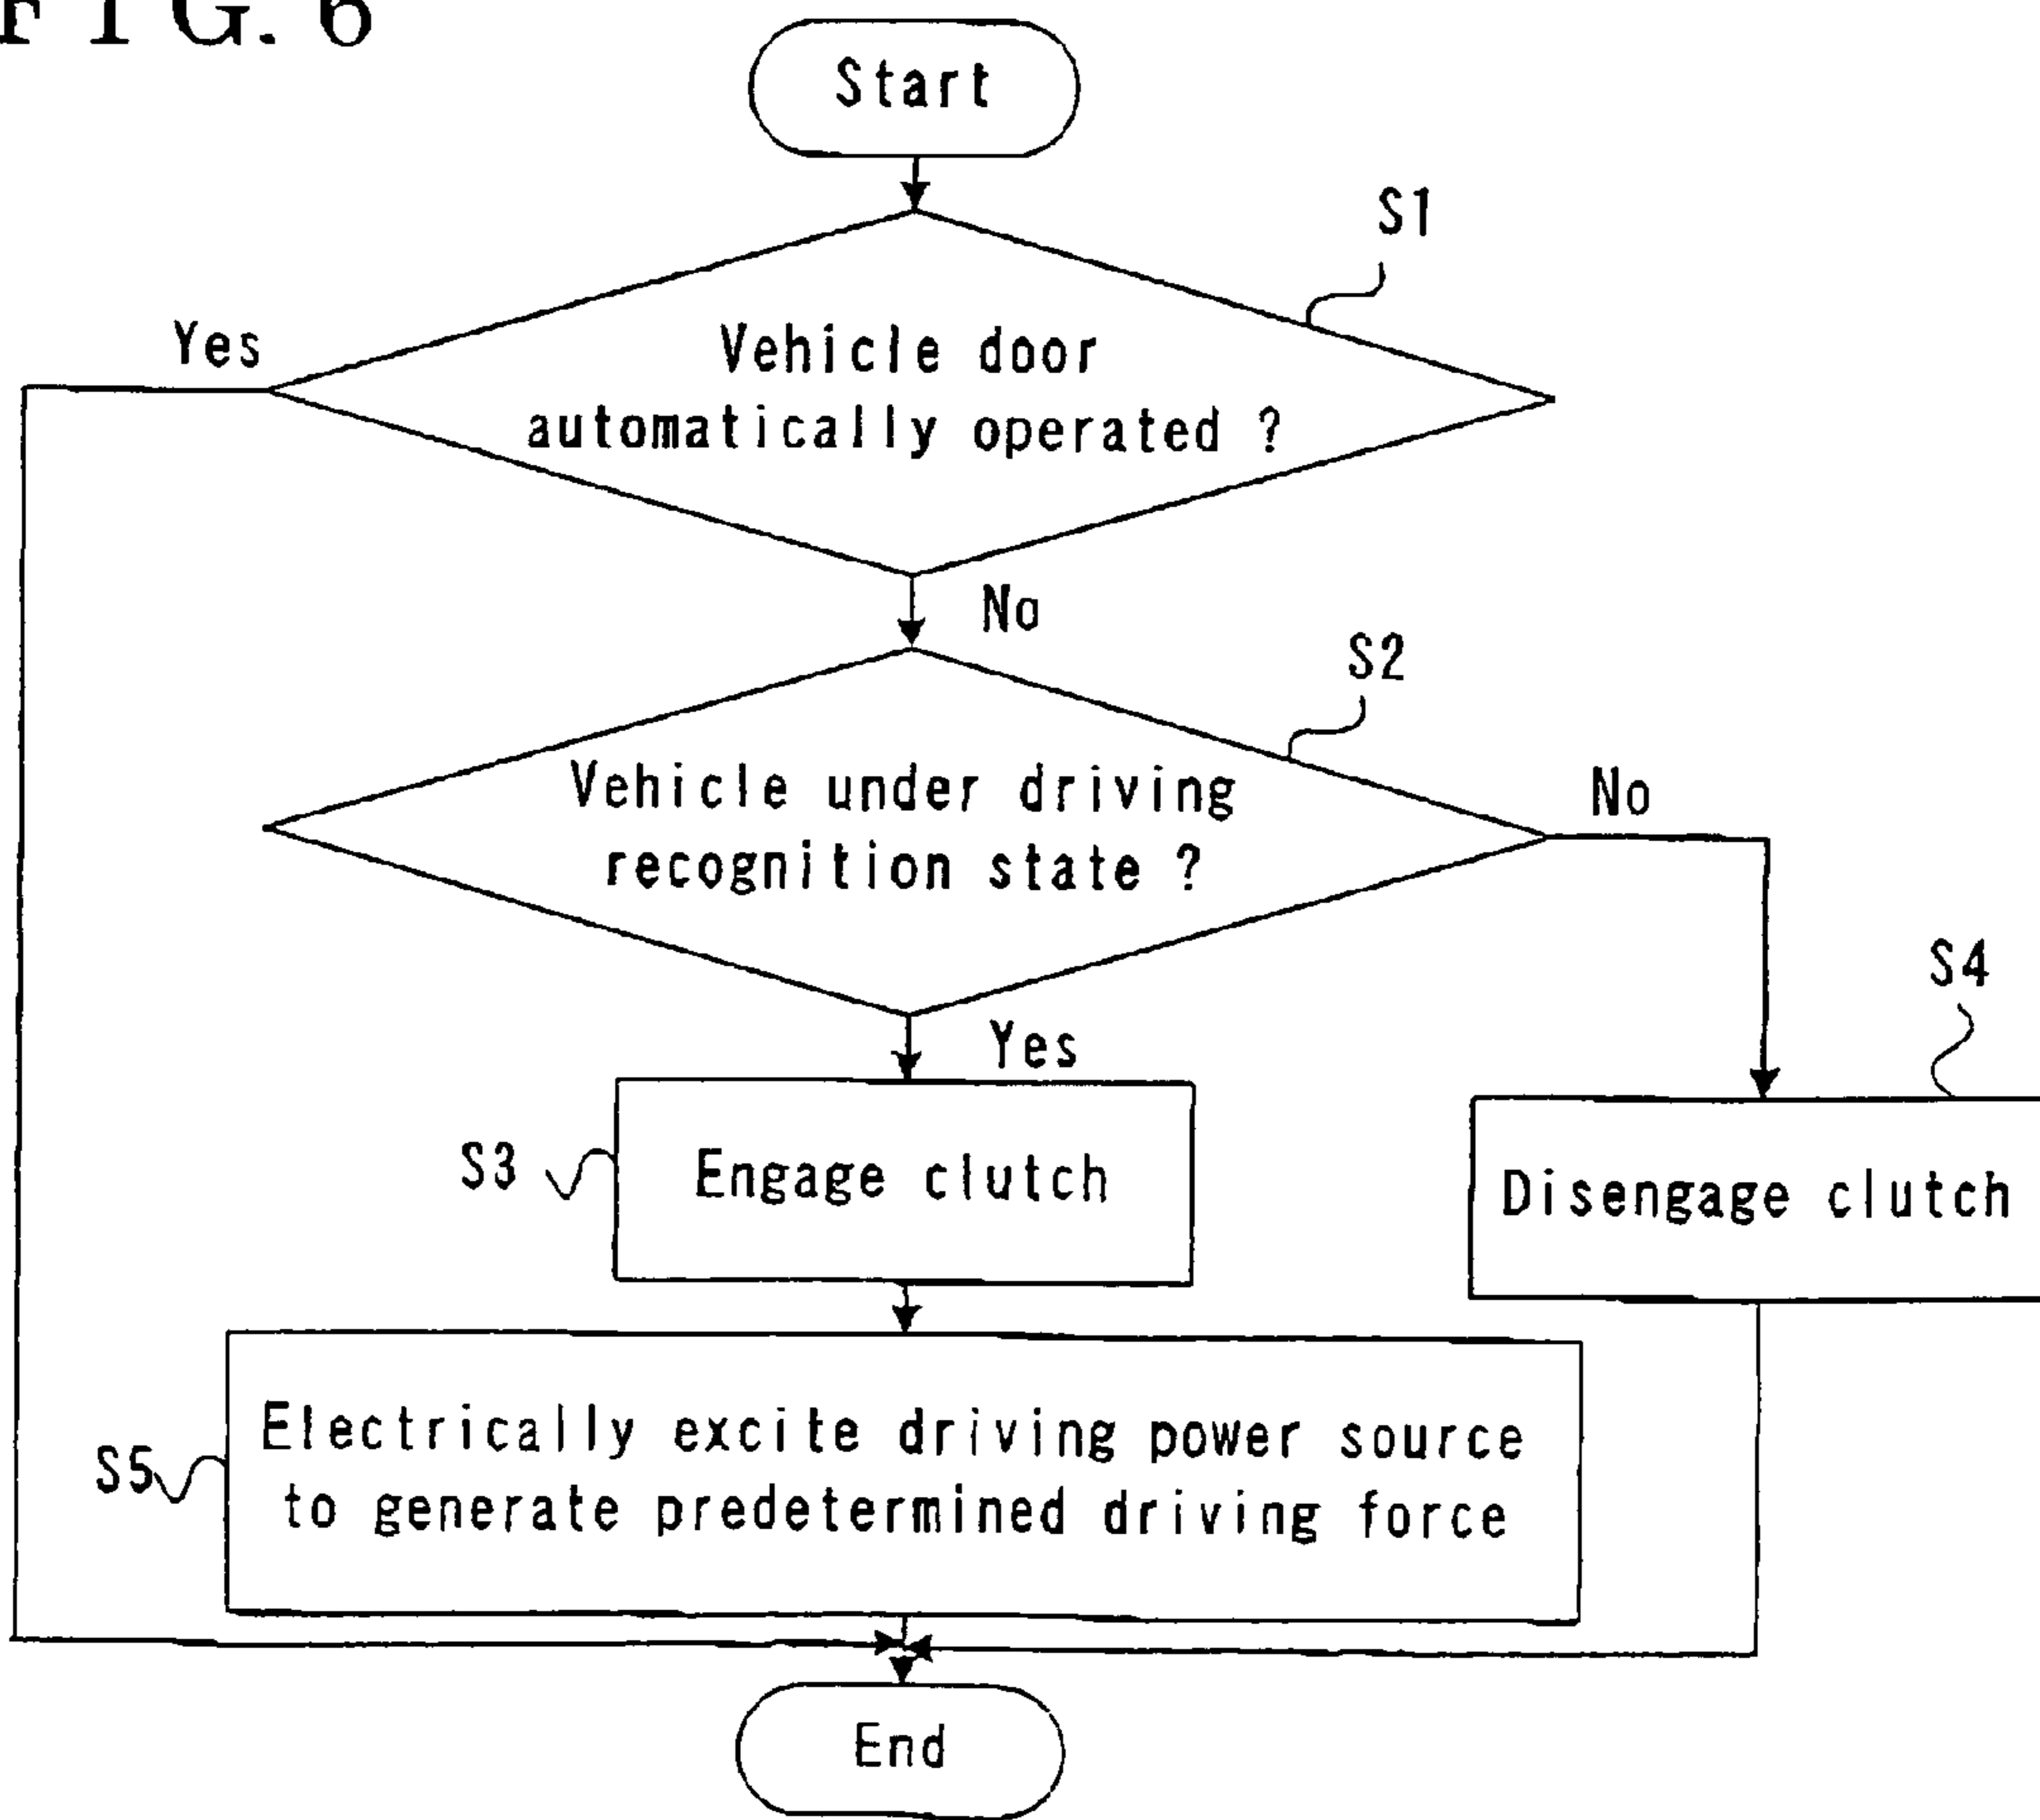 FIG. 6
Start
S1
Yes
Vehicle door
automatically operated ?
No
S2
Vehicle under driving
recognition state ?
No
S4
Yes
S3
Engage clutch
Disengage clutch
S5
Electrically excite driving power source
to generate predetermined driving force
End